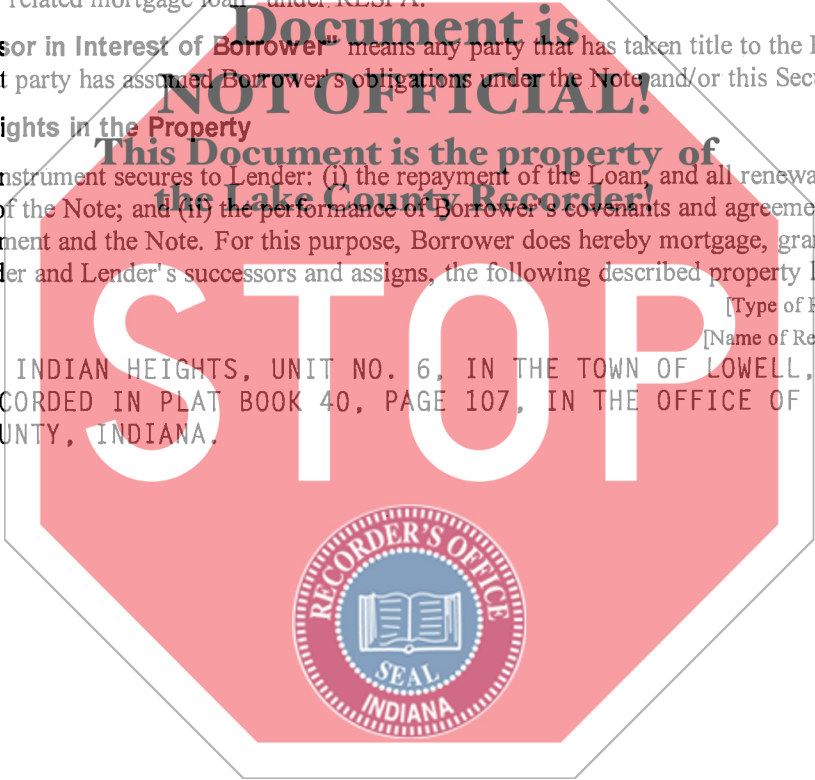 related mortgage loan" under RESPA.
Document is
sor in Interest of Borrower" means any party that has taken title to the
t party has assumed Borrower's obligations under the Note and/or this Secu
NOT OFFICIAL!
ights in the Property
This Document is the property of
nstrument secures to Lender: (i) the repayment of the Loan, and all renewa
the Lake County Recorder!
of the Note; and (ii) the performance of Borrower's covenants and agreeme
ment and the Note. For this purpose, Borrower does hereby mortgage, gran
der and Lender's successors and assigns, the following described property l
[Type of R
[Name of Re
INDIAN HEIGHTS, UNIT NO. 6, IN THE TOWN OF LOWELL,
CORDED IN PLAT BOOK 40, PAGE 107, IN THE OFFICE OF
UNTY, INDIANA.
STOP
RECORDER'S OFFICE
SEAL
INDIANA